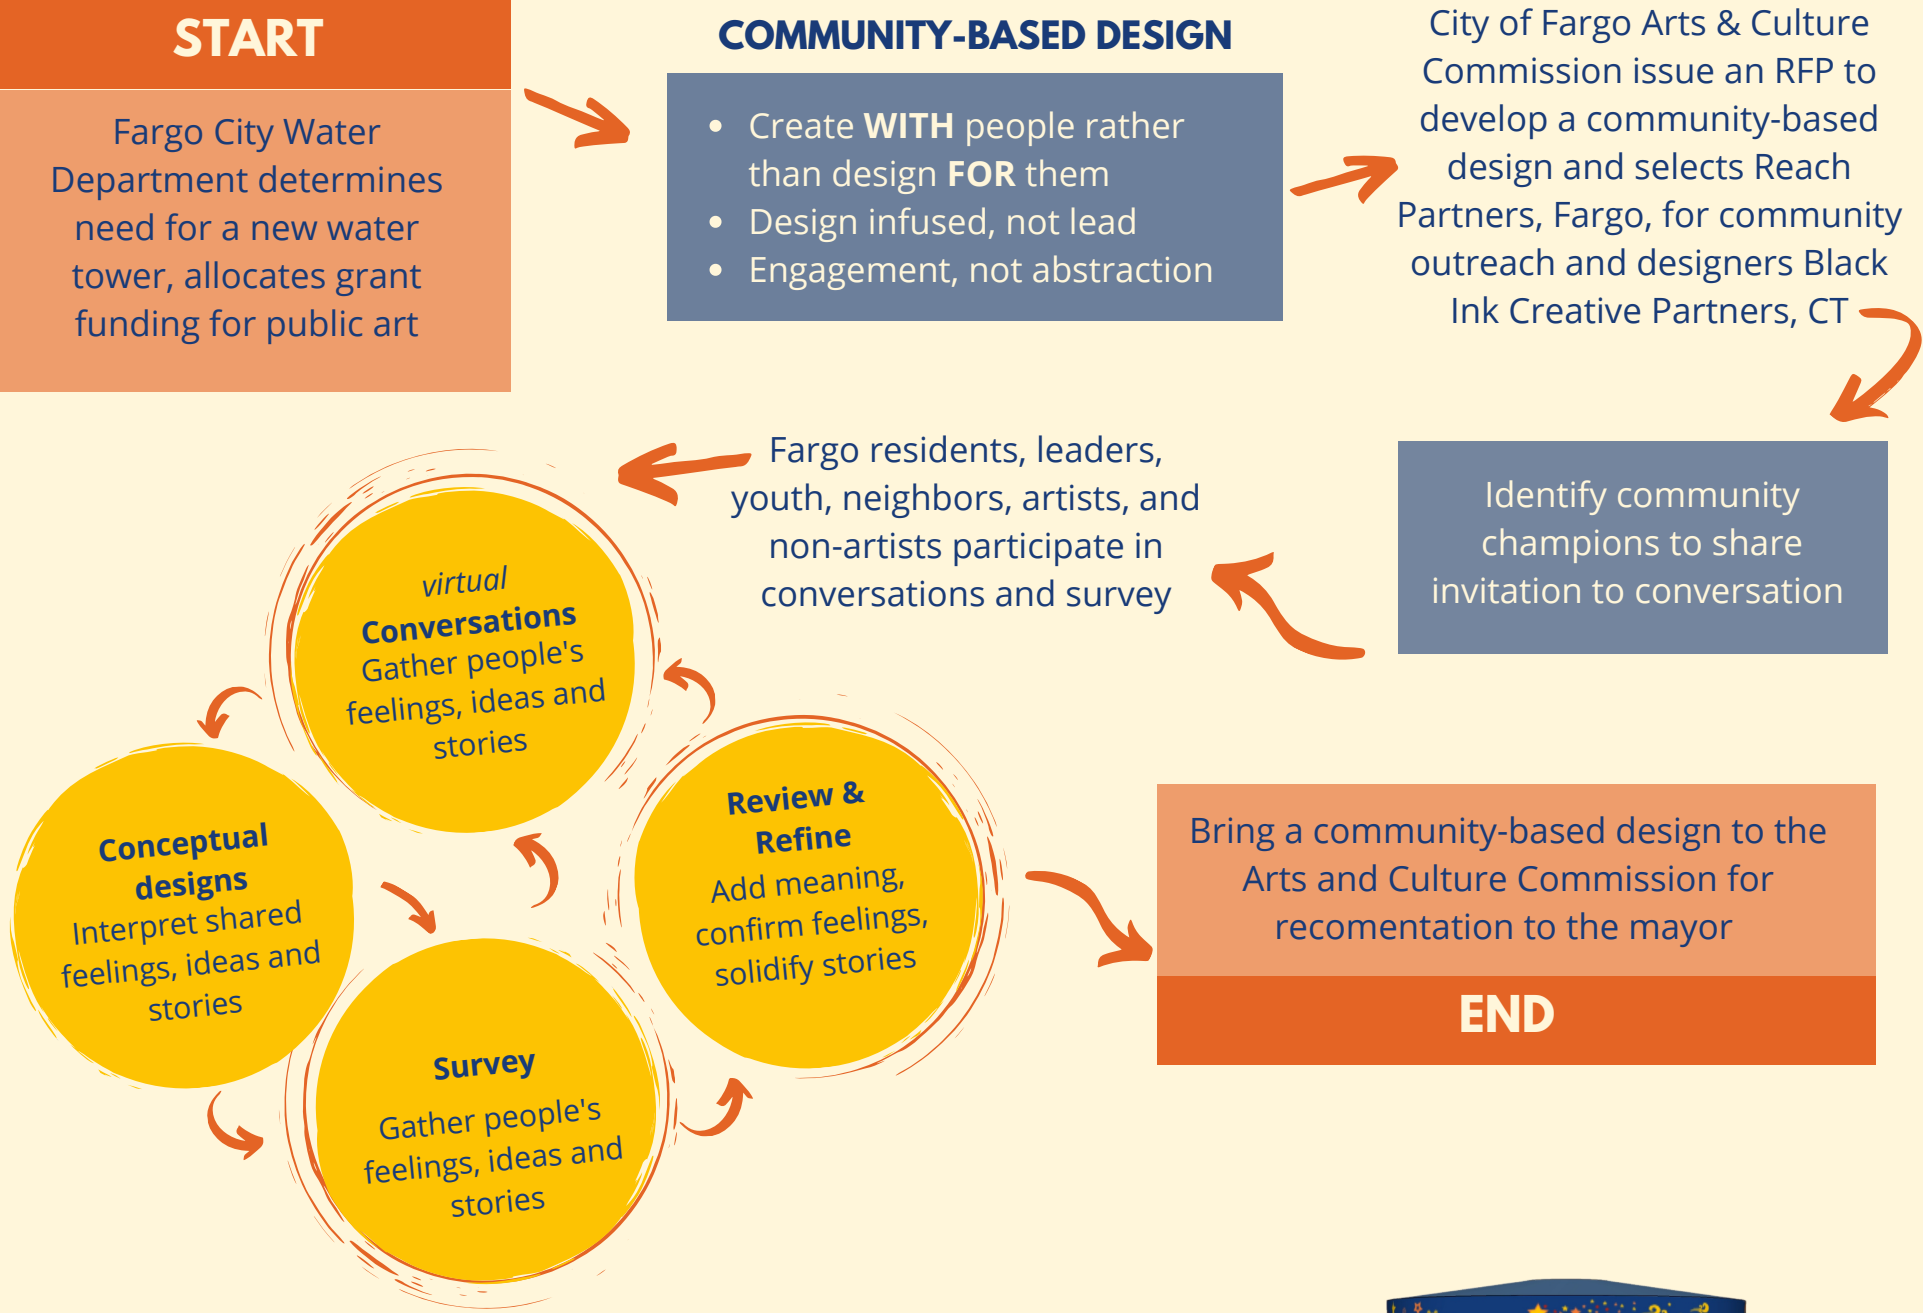 START
Fargo City Water
Department determines
need for a new water
tower, allocates grant
funding for public art
COMMUNITY-BASED DESIGN
• Create WITH people rather
than design FOR them
• Design infused, not lead
• Engagement, not abstraction
City of Fargo Arts & Culture
Commission issue an RFP to
develop a community-based
design and selects Reach
Partners, Fargo, for community
outreach and designers Black
Ink Creative Partners, CT
Identify community
champions to share
invitation to conversation
Fargo residents, leaders,
youth, neighbors, artists, and
non-artists participate in
conversations and survey
virtual
Conversations
Gather people's
feelings, ideas and
stories
Conceptual
designs
Interpret shared
feelings, ideas and
stories
Survey
Gather people's
feelings, ideas and
stories
Review &
Refine
Add meaning,
confirm feelings,
solidify stories
Bring a community-based design to the
Arts and Culture Commission for
recomentation to the mayor
END